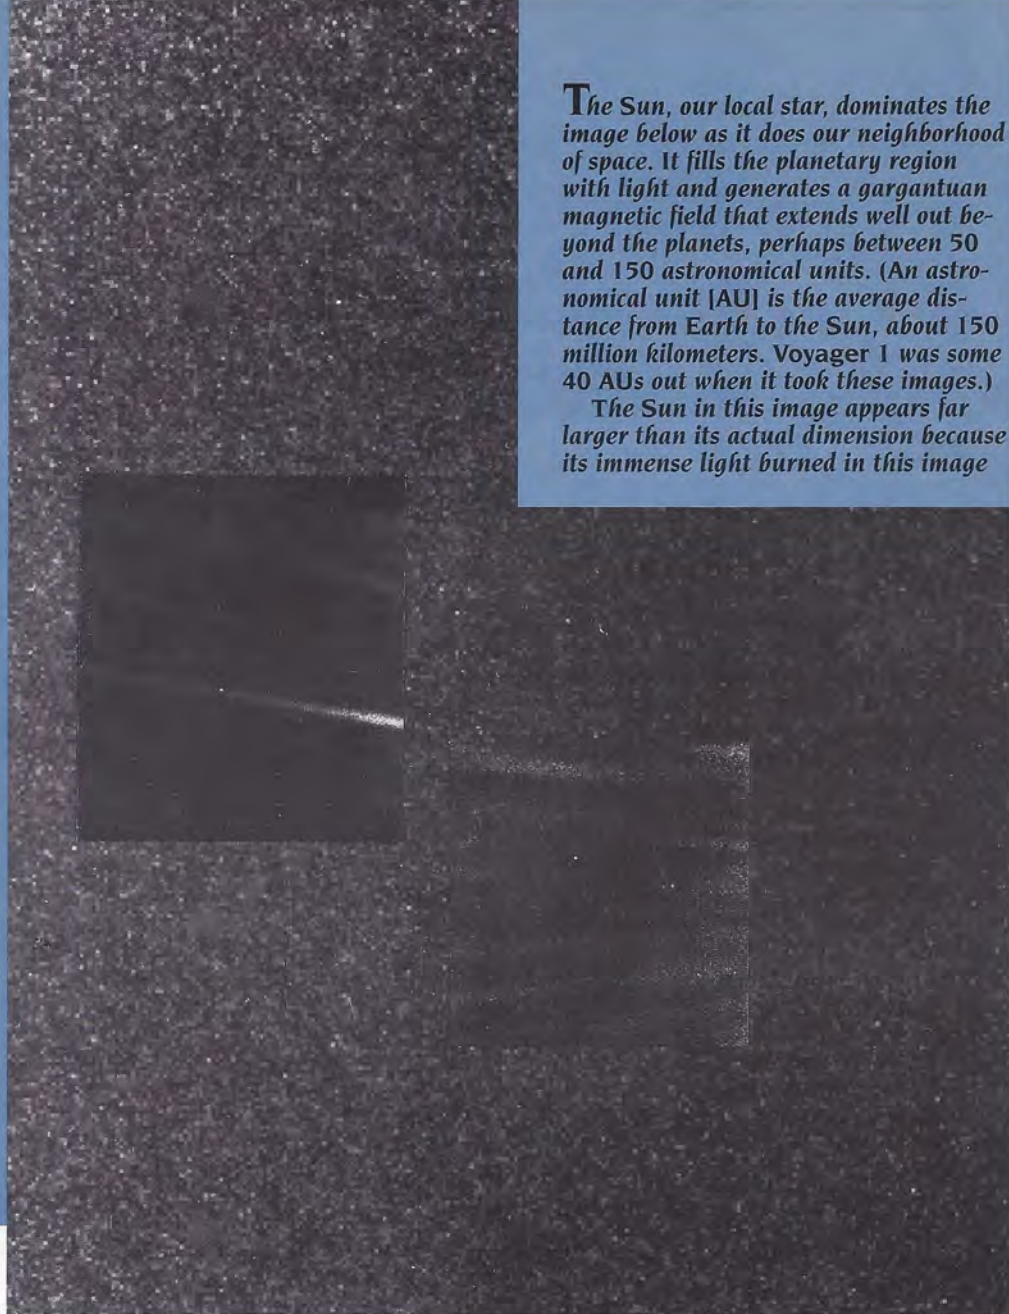 The Sun, our local star, dominates the
image below as it does our neighborhood
of space. It fills the planetary region
with light and generates a gargantuan
magnetic field that extends well out be-
yond the planets, perhaps between 50
and 150 astronomical units. (An astro-
nomical unit [AU] is the average dis-
tance from Earth to the Sun, about 150
million kilometers. Voyager 1 was some
40 AUs out when it took these images.)
The Sun in this image appears far
larger than its actual dimension because
its immense light burned in this image